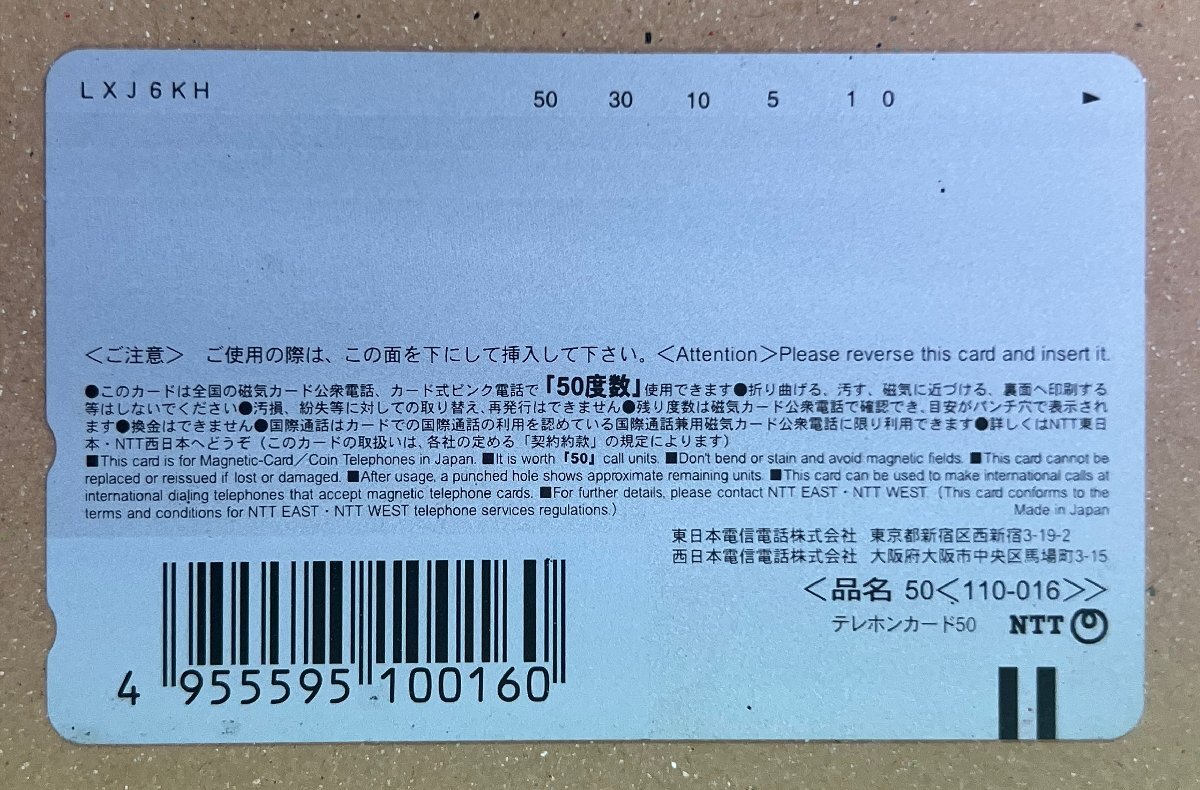 LXJ6KH
50 30 10 5 1 0
＜ご注意＞ ご使用の際は、この面を下にして挿入して下さい。＜Attention＞Please reverse this card and insert it.
●このカードは全国の磁気カード公衆電話、カード式ピンク電話で「50度数」使用できます●折り曲げる、汚す、磁気に近づける、裏面へ印刷する
等はしないでください●汚損、紛失等に対しての取り替え、再発行はできません●残り度数は磁気カード公衆電話で確認でき、目安がパンチ穴で表示され
ます●換金はできません●国際通話はカードでの国際通話の利用を認めている国際通話兼用磁気カード公衆電話に限り利用できます●詳しくはNTT東日
本・NTT西日本へどうぞ（このカードの取扱いは、各社の定める「契約約款」の規定によります）
■This card is for Magnetic-Card／Coin Telephones in Japan. ■It is worth「50」call units. ■Don't bend or stain and avoid magnetic fields. ■This card cannot be
replaced or reissued if lost or damaged. ■After usage, a punched hole shows approximate remaining units. ■This card can be used to make international calls at
international dialing telephones that accept magnetic telephone cards. ■For further details, please contact NTT EAST・NTT WEST.（This card conforms to the
terms and conditions for NTT EAST・NTT WEST telephone services regulations.）
Made in Japan
東日本電信電話株式会社 東京都新宿区西新宿3-19-2
西日本電信電話株式会社 大阪府大阪市中央区馬場町3-15
＜品名 50＜110-016＞＞
テレホンカード50 NTT
4 955595 100160